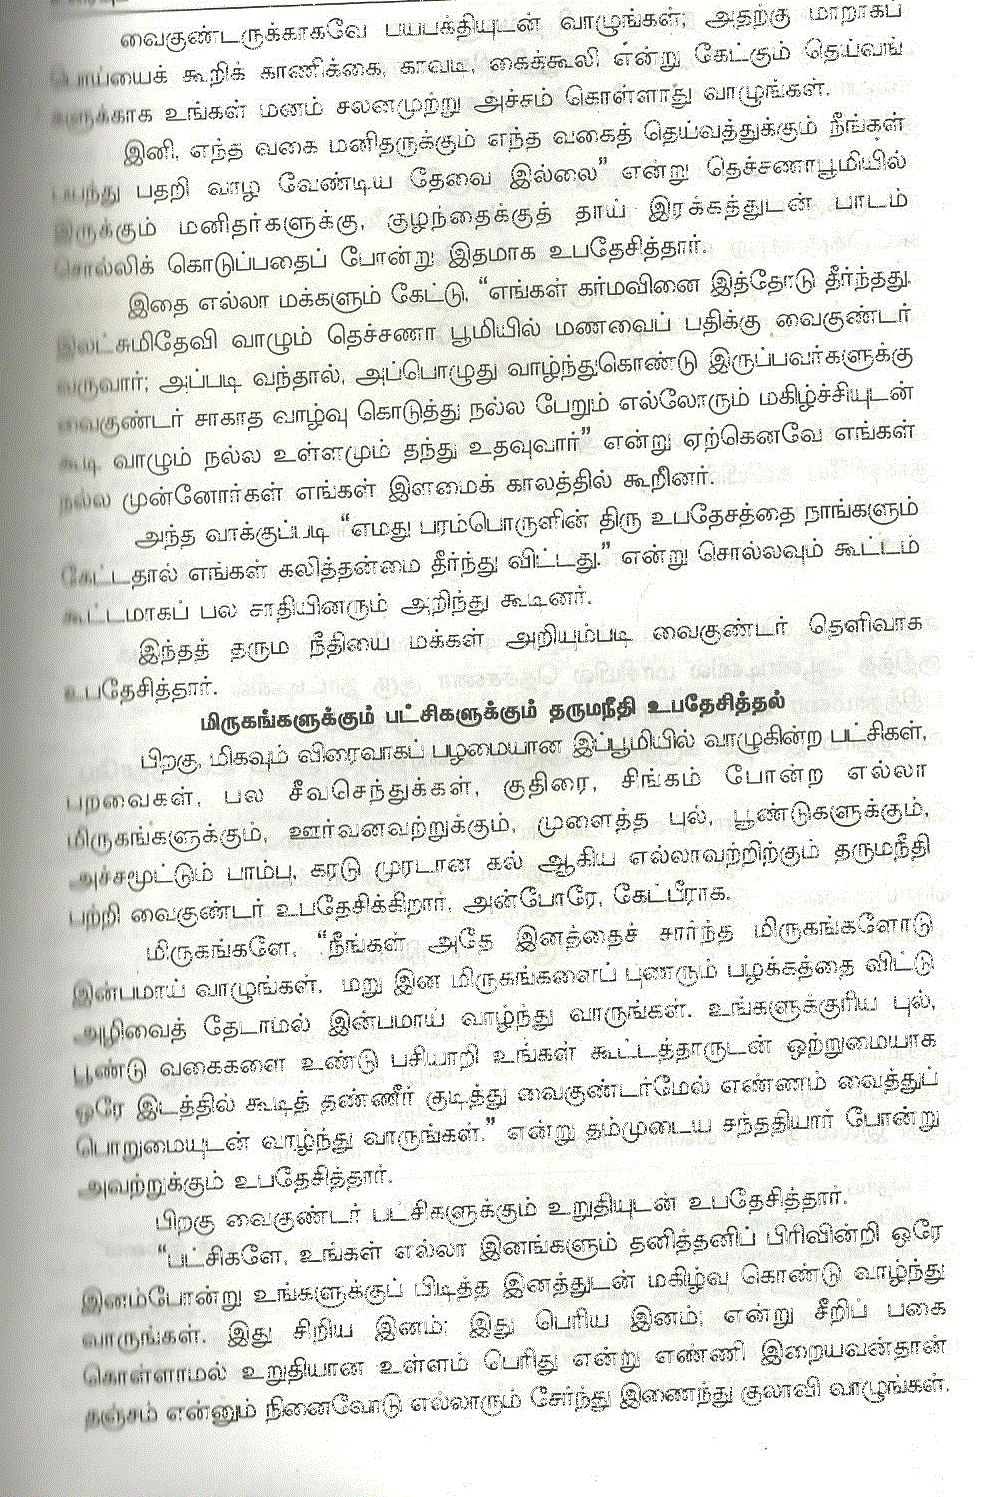 வைகுண்டருக்காகவே பயபக்தியுடன் வாழுங்கள்; அதற்கு மாறாகப்
பொய்யைக் கூறிக் காணிக்கை, காவடி, கைக்கூலி என்று கேட்கும் தெய்வங்
களுக்காக உங்கள் மனம் சலனமுற்று அச்சம் கொள்ளாது வாழுங்கள்.
இனி, எந்த வகை மனிதருக்கும் எந்த வகைத் தெய்வத்துக்கும் நீங்கள்
பயந்து பதறி வாழ வேண்டிய தேவை இல்லை” என்று தெச்சணாபூமியில்
இருக்கும் மனிதர்களுக்கு, குழந்தைக்குத் தாய் இரக்கத்துடன் பாடம்
சொல்லிக் கொடுப்பதைப் போன்று இதமாக உபதேசித்தார்.
இதை எல்லா மக்களும் கேட்டு, “எங்கள் கர்மவினை இத்தோடு தீர்ந்தது.
இலட்சுமிதேவி வாழும் தெச்சணா பூமியில் மணவைப் பதிக்கு வைகுண்டர்
வருவார்; அப்படி வந்தால், அப்பொழுது வாழ்ந்துகொண்டு இருப்பவர்களுக்கு
வைகுண்டர் சாகாத வாழ்வு கொடுத்து நல்ல பேறும் எல்லோரும் மகிழ்ச்சியுடன்
கூடி வாழும் நல்ல உள்ளமும் தந்து உதவுவார்” என்று ஏற்கெனவே எங்கள்
நல்ல முன்னோர்கள் எங்கள் இளமைக் காலத்தில் கூறினர்.
அந்த வாக்குப்படி “எமது பரம்பொருளின் திரு உபதேசத்தை நாங்களும்
கேட்டதால் எங்கள் கலித்தன்மை தீர்ந்து விட்டது.” என்று சொல்லவும் கூட்டம்
கூட்டமாகப் பல சாதியினரும் அறிந்து கூடினர்.
இந்தத் தரும நீதியை மக்கள் அறியும்படி வைகுண்டர் தெளிவாக
உபதேசித்தார்.
மிருகங்களுக்கும் பட்சிகளுக்கும் தருமநீதி உபதேசித்தல்
பிறகு, மிகவும் விரைவாகப் பழமையான இப்பூமியில் வாழுகின்ற பட்சிகள்,
பறவைகள், பல சீவசெந்துக்கள், குதிரை, சிங்கம் போன்ற எல்லா
மிருகங்களுக்கும், ஊர்வனவற்றுக்கும், முளைத்த புல், பூண்டுகளுக்கும்,
அச்சமூட்டும் பாம்பு, கரடு முரடான கல் ஆகிய எல்லாவற்றிற்கும் தருமநீதி
பற்றி வைகுண்டர் உபதேசிக்கிறார், அன்போரே, கேட்பீராக.
மிருகங்களே, “நீங்கள் அதே இனத்தைச் சார்ந்த மிருகங்களோடு
இன்பமாய் வாழுங்கள். மறு இன மிருகங்களைப் புணரும் பழக்கத்தை விட்டு
அழிவைத் தேடாமல் இன்பமாய் வாழ்ந்து வாருங்கள். உங்களுக்குரிய புல்,
பூண்டு வகைகளை உண்டு பசியாறி உங்கள் கூட்டத்தாருடன் ஒற்றுமையாக
ஒரே இடத்தில் கூடித் தண்ணீர் குடித்து வைகுண்டர்மேல் எண்ணம் வைத்துப்
பொறுமையுடன் வாழ்ந்து வாருங்கள்.” என்று தம்முடைய சந்ததியார் போன்று
அவற்றுக்கும் உபதேசித்தார்.
பிறகு வைகுண்டர் பட்சிகளுக்கும் உறுதியுடன் உபதேசித்தார்.
“பட்சிகளே, உங்கள் எல்லா இனங்களும் தனித்தனிப் பிரிவின்றி ஒரே
இனம்போன்று உங்களுக்குப் பிடித்த இனத்துடன் மகிழ்வு கொண்டு வாழ்ந்து
வாருங்கள். இது சிறிய இனம்; இது பெரிய இனம்; என்று சீறிப் பகை
கொள்ளாமல் உறுதியான உள்ளம் பெரிது என்று எண்ணி இறையவன்தான்
தஞ்சம் என்னும் நினைவோடு எல்லாரும் சேர்ந்து இணைந்து குலாவி வாழுங்கள்.